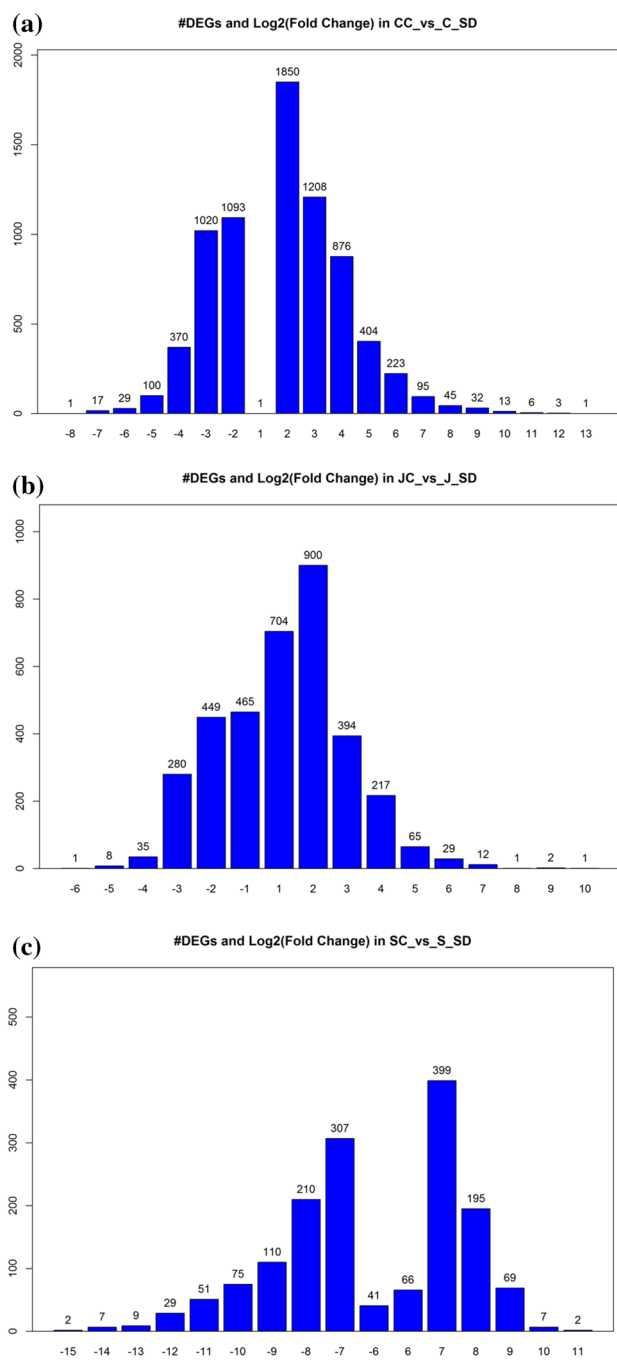 (a)
#DEGs and Log2(Fold Change) in CC_vs_C_SD
2000
1500
1000
500
0
1 17 29 100 370 1020 1093 1 1850 1208 876 404 223 95 45 32 13 6 3 1
-8 -7 -6 -5 -4 -3 -2 1 2 3 4 5 6 7 8 9 10 11 12 13
(b)
#DEGs and Log2(Fold Change) in JC_vs_J_SD
1000
800
600
400
200
0
1 8 35 280 449 465 704 900 394 217 65 29 12 1 2 1
-6 -5 -4 -3 -2 -1 1 2 3 4 5 6 7 8 9 10
(c)
#DEGs and Log2(Fold Change) in SC_vs_S_SD
500
400
300
200
100
0
2 7 9 29 51 75 110 210 307 41 66 399 195 69 7 2
-15 -14 -13 -12 -11 -10 -9 -8 -7 -6 6 7 8 9 10 11